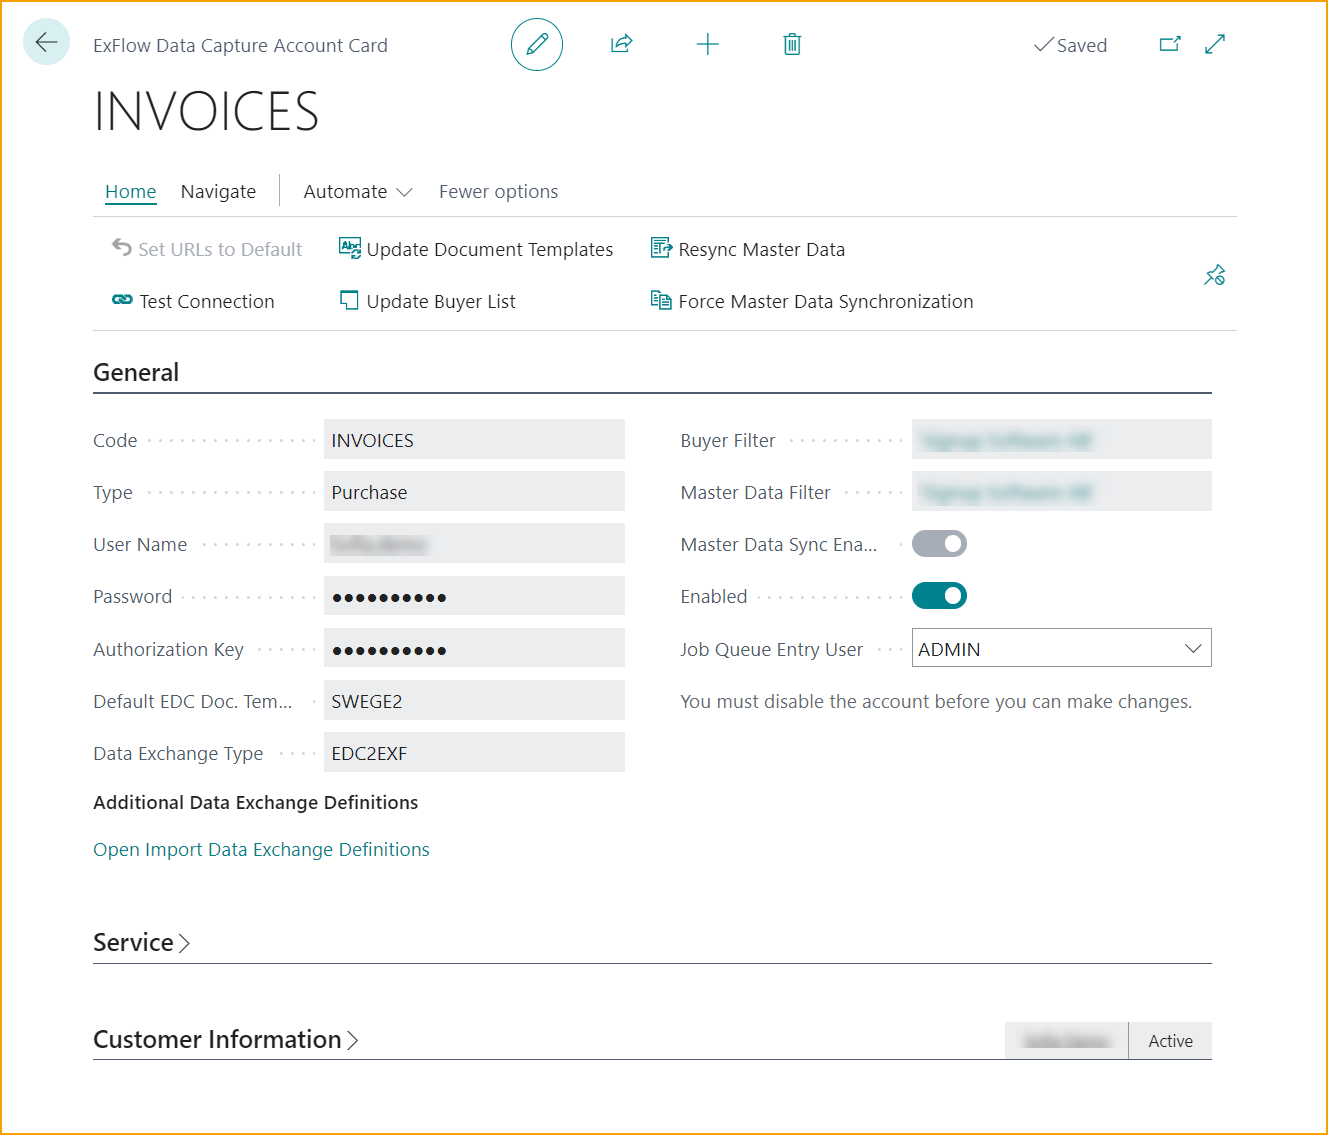 ExFlow Data Capture Account Card
Saved
INVOICES
Home Navigate Automate Fewer options
Set URLs to Default Update Document Templates Resync Master Data
Test Connection Update Buyer List Force Master Data Synchronization
General
Code INVOICES
Type Purchase
User Name
Password ●●●●●●●●●●
Authorization Key ●●●●●●●●●●
Default EDC Doc. Tem... SWEGE2
Data Exchange Type EDC2EXF
Additional Data Exchange Definitions
Open Import Data Exchange Definitions
Buyer Filter
Master Data Filter
Master Data Sync Ena...
Enabled
Job Queue Entry User ADMIN
You must disable the account before you can make changes.
Service
Customer Information
Active